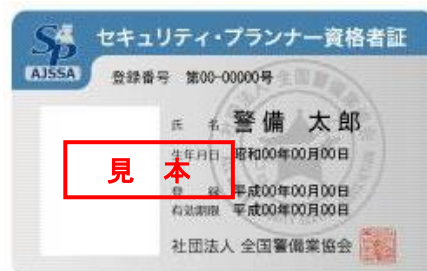 Sp
AJSSA
セキュリティ・プランナー資格者証
登録番号 第00-00000号
氏 名 警備 太郎
生年月日 昭和00年00月00日
見 本
登 録 平成00年00月00日
有効期限 平成00年00月00日
社団法人 全国警備業協会